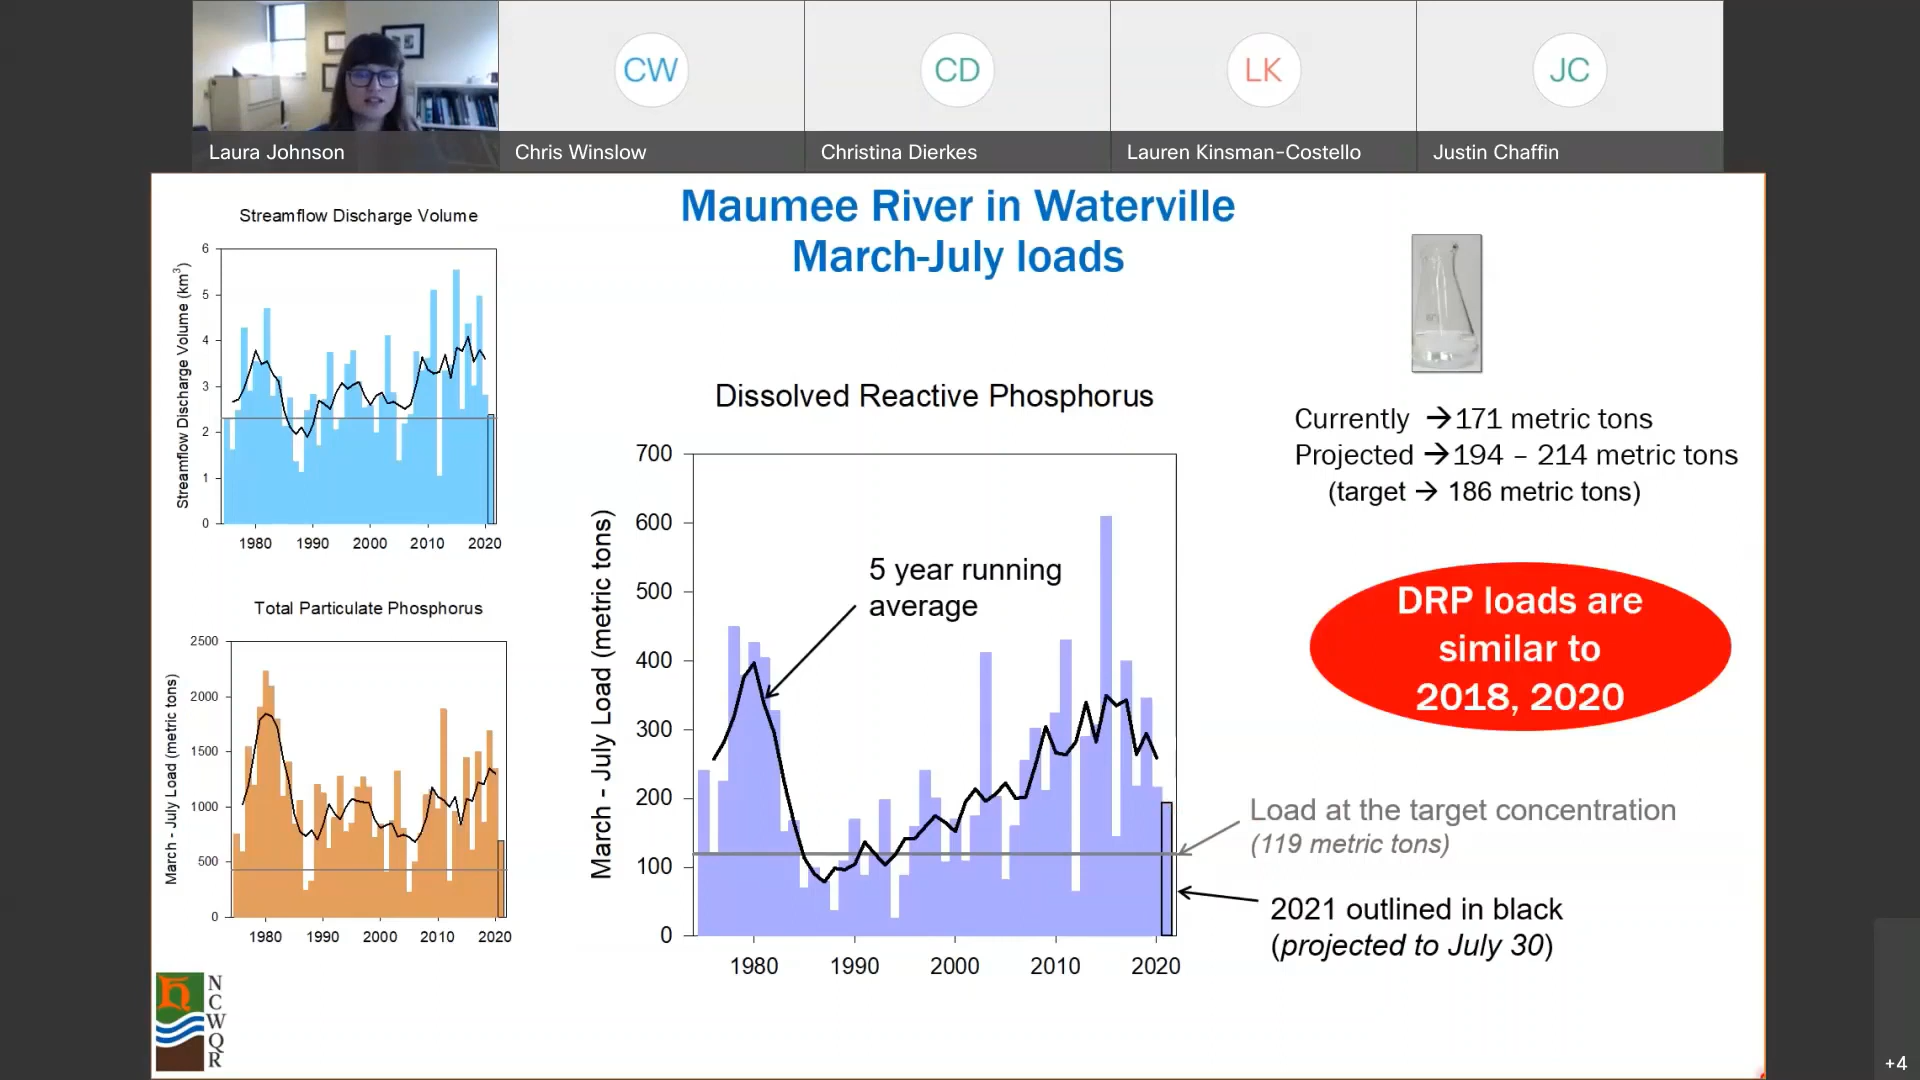 CW
CD
LK
JC
Laura Johnson
Chris Winslow
Christina Dierkes
Lauren Kinsman-Costello
Justin Chaffin
Maumee River in Waterville
March-July loads
Streamflow Discharge Volume
Streamflow Discharge Volume (km³)
6
5
4
3
2
1
0
1980 1990 2000 2010 2020
Total Particulate Phosphorus
March - July Load (metric tons)
2500
2000
1500
1000
500
0
1980 1990 2000 2010 2020
Dissolved Reactive Phosphorus
March - July Load (metric tons)
700
600
500
400
300
200
100
0
1980 1990 2000 2010 2020
5 year running
average
Currently → 171 metric tons
Projected → 194 – 214 metric tons
(target → 186 metric tons)
DRP loads are
similar to
2018, 2020
Load at the target concentration
(119 metric tons)
2021 outlined in black
(projected to July 30)
N
C
W
Q
R
+4